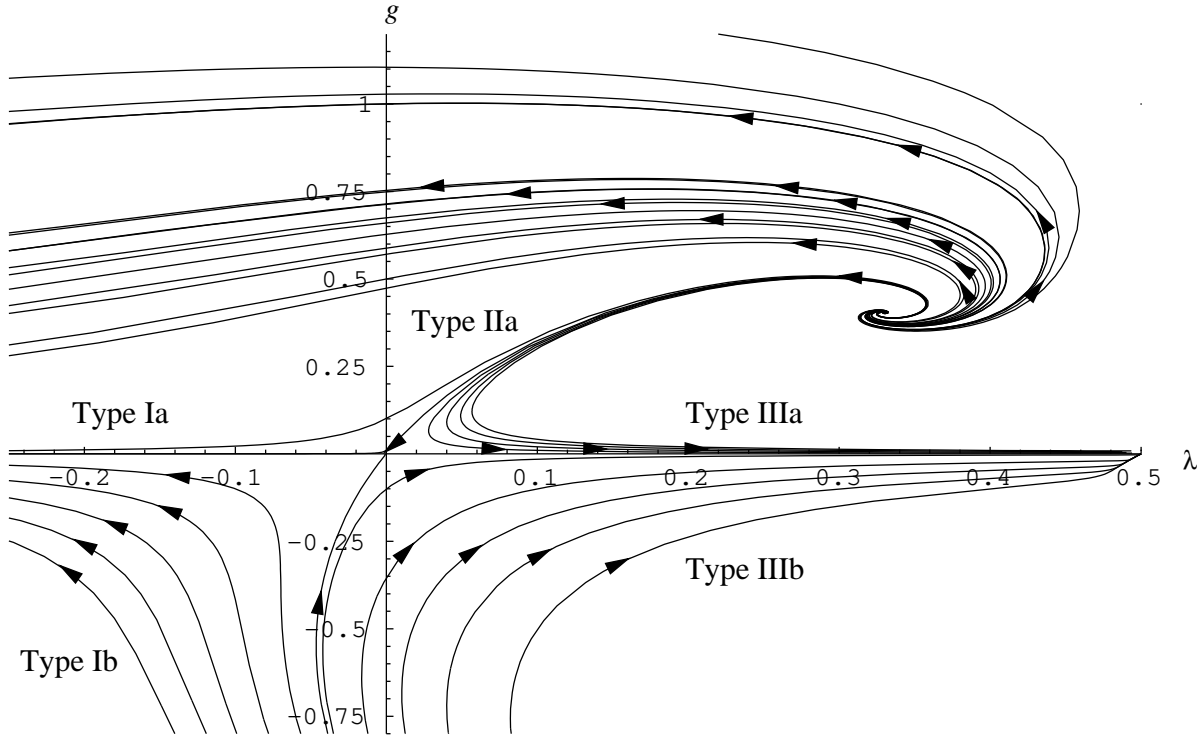 g
1
0.75
0.5
Type IIa
0.25
Type Ia
Type IIIa
−0.2 −0.1 0.1 0.2 0.3 0.4 0.5 λ
−0.25
Type IIIb
−0.5
Type Ib
−0.75